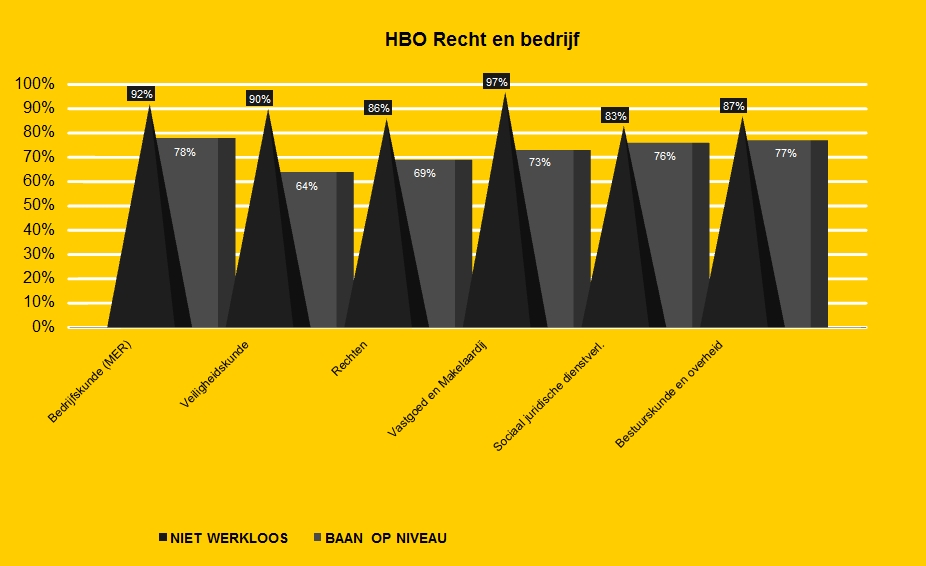 HBO Recht en bedrijf
100%
90%
80%
70%
60%
50%
40%
30%
20%
10%
0%
92%
78%
90%
64%
86%
69%
97%
73%
83%
76%
87%
77%
Bedrijfskunde (MER)
Veiligheidskunde
Rechten
Vastgoed en Makelaardij
Sociaal juridische dienstverl.
Bestuurskunde en overheid
NIET WERKLOOS
BAAN OP NIVEAU